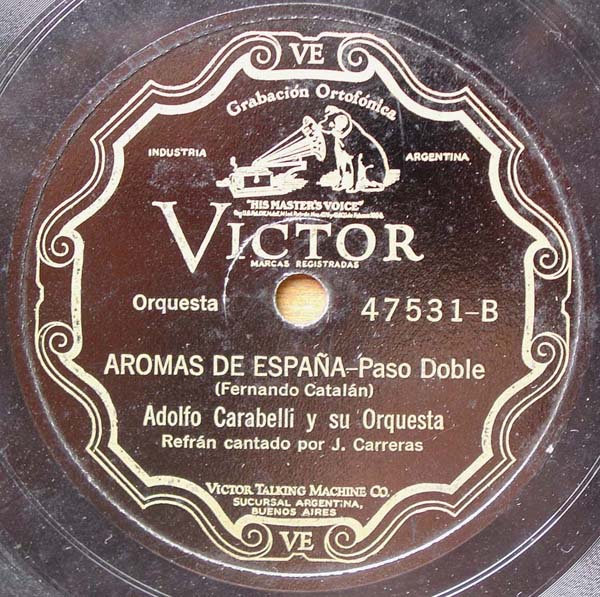 VE
Grabación Ortofónica
INDUSTRIA ARGENTINA
"HIS MASTER'S VOICE"
VICTOR
MARCAS REGISTRADAS
Orquesta 47531-B
AROMAS DE ESPAÑA-Paso Doble
(Fernando Catalán)
Adolfo Carabelli y su Orquesta
Refrán cantado por J. Carreras
VICTOR TALKING MACHINE CO.
SUCURSAL ARGENTINA,
BUENOS AIRES
VE